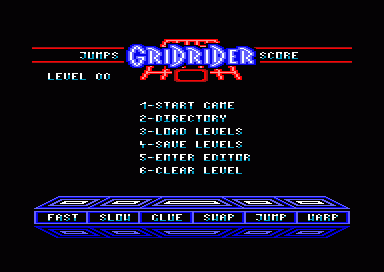 JUMPS GRIDRIDER SCORE
LEVEL 00
1-START GAME
2-DIRECTORY
3-LOAD LEVELS
4-SAVE LEVELS
5-ENTER EDITOR
6-CLEAR LEVEL
FAST SLOW CLUE SWAP JUMP WARP